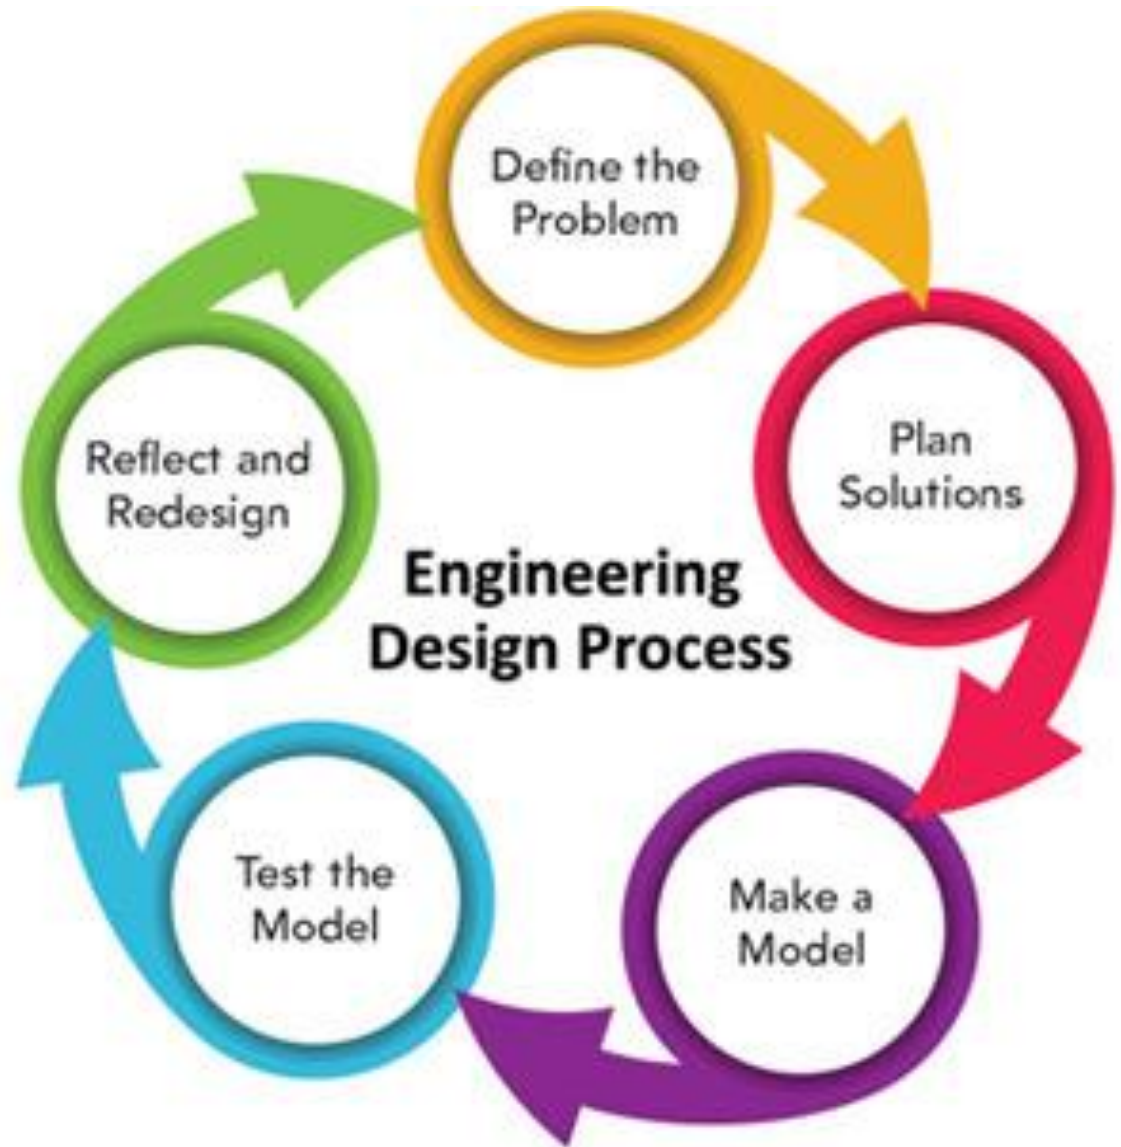 Define the
Problem
Plan
Solutions
Make a
Model
Test the
Model
Reflect and
Redesign
Engineering
Design Process